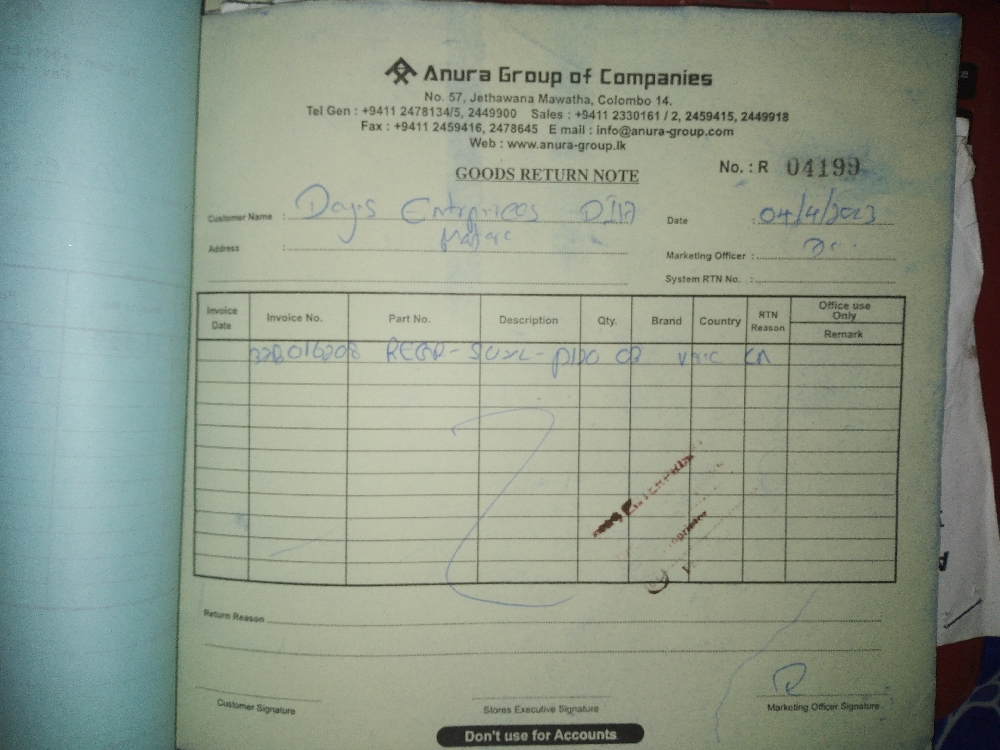 Anura Group of Companies
No. 57, Jethawana Mawatha, Colombo 14.
Tel Gen : +9411 2478134/5, 2449900 Sales : +9411 2330161 / 2, 2459415, 2449918
Fax : +9411 2459416, 2478645 E mail : info@anura-group.com
Web : www.anura-group.lk
GOODS RETURN NOTE No. : R 04199
Customer Name : Date : 04/4/2023
Address : Marketing Officer :
System RTN No. :
Invoice Date Invoice No. Part No. Description Qty. Brand Country RTN Reason Office use Only
Remark
ENTERPRISES
Return Reason
Customer Signature Stores Executive Signature Marketing Officer Signature
Don't use for Accounts